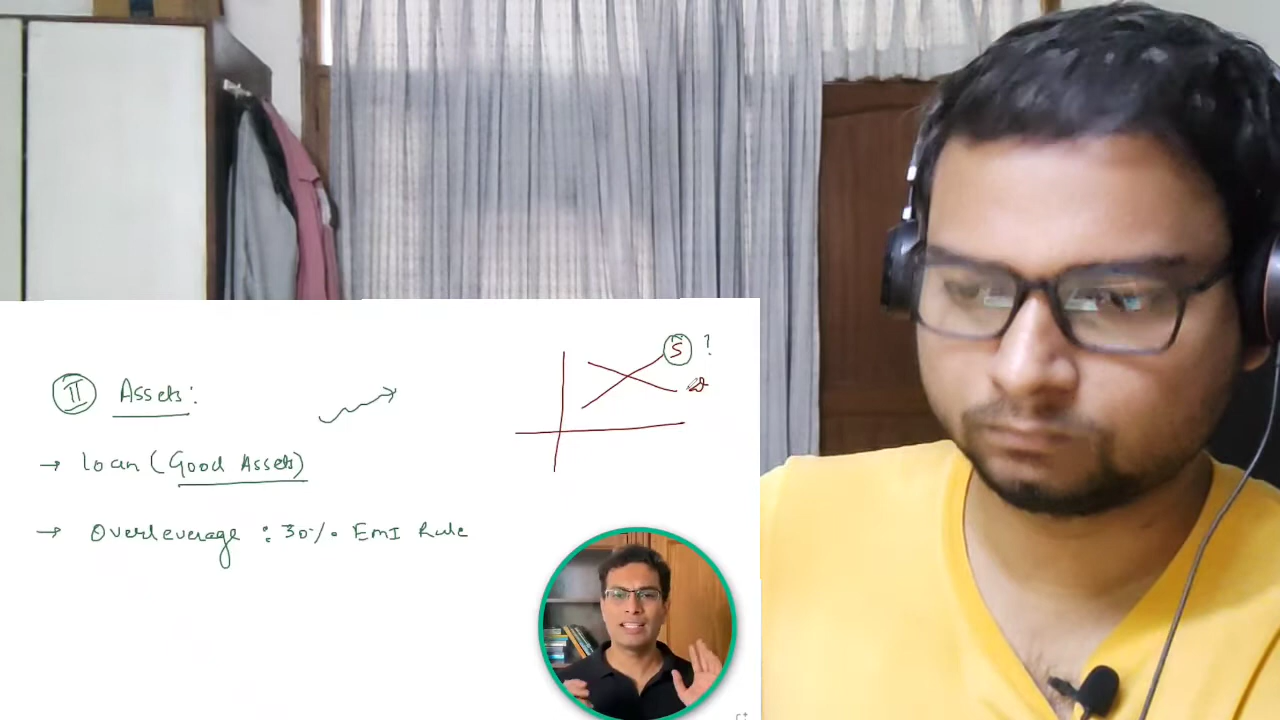 II Assets:
→ loan (Good Assets)
→ Overleverage : 30% EMI Rule
S ?
D